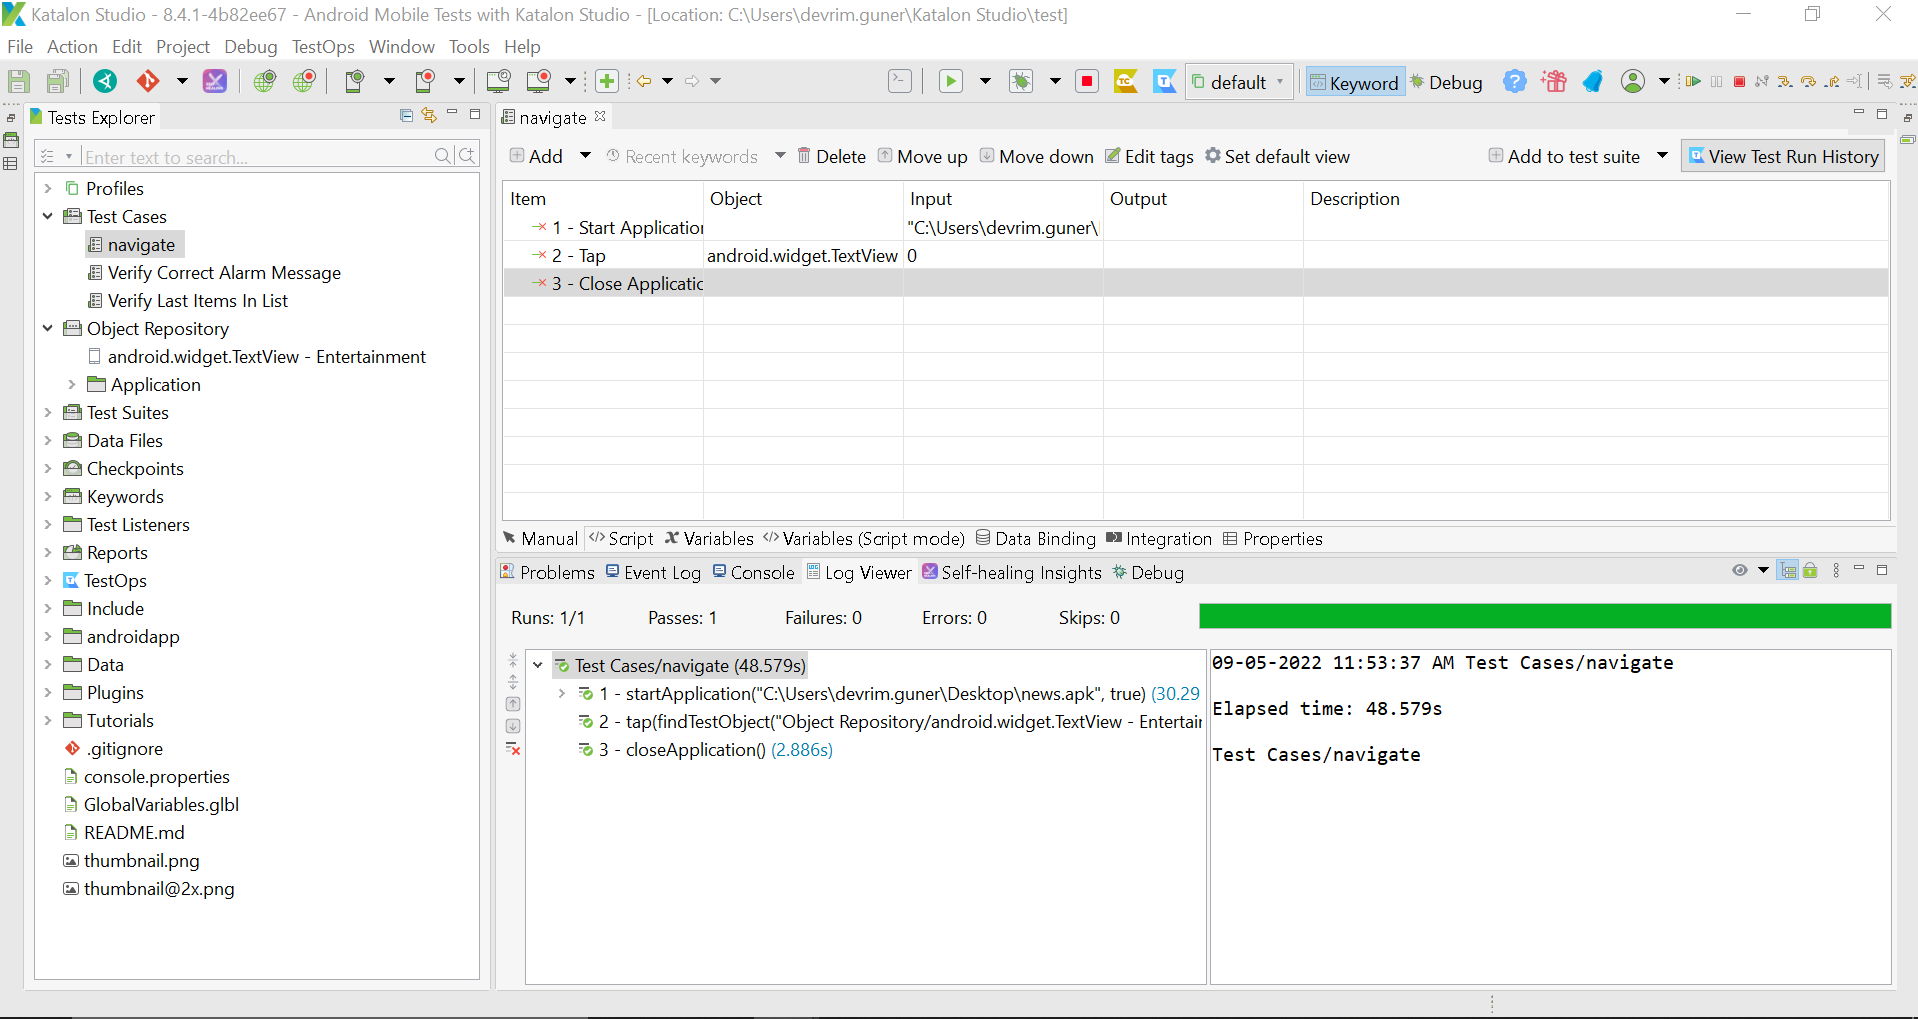 Katalon Studio - 8.4.1-4b82ee67 - Android Mobile Tests with Katalon Studio - [Location: C:\Users\devrim.guner\Katalon Studio\test]
File Action Edit Project Debug TestOps Window Tools Help
default Keyword Debug
Tests Explorer
Enter text to search...
Profiles
Test Cases
navigate
Verify Correct Alarm Message
Verify Last Items In List
Object Repository
android.widget.TextView - Entertainment
Application
Test Suites
Data Files
Checkpoints
Keywords
Test Listeners
Reports
TestOps
Include
androidapp
Data
Plugins
Tutorials
.gitignore
console.properties
GlobalVariables.glbl
README.md
thumbnail.png
thumbnail@2x.png
navigate
Add Recent keywords Delete Move up Move down Edit tags Set default view Add to test suite View Test Run History
Item Object Input Output Description
1 - Start Application "C:\Users\devrim.guner\
2 - Tap android.widget.TextView 0
3 - Close Applicatic
Manual Script Variables Variables (Script mode) Data Binding Integration Properties
Problems Event Log Console Log Viewer Self-healing Insights Debug
Runs: 1/1 Passes: 1 Failures: 0 Errors: 0 Skips: 0
Test Cases/navigate (48.579s)
1 - startApplication("C:\Users\devrim.guner\Desktop\news.apk", true) (30.29
2 - tap(findTestObject("Object Repository/android.widget.TextView - Entertain
3 - closeApplication() (2.886s)
09-05-2022 11:53:37 AM Test Cases/navigate
Elapsed time: 48.579s
Test Cases/navigate